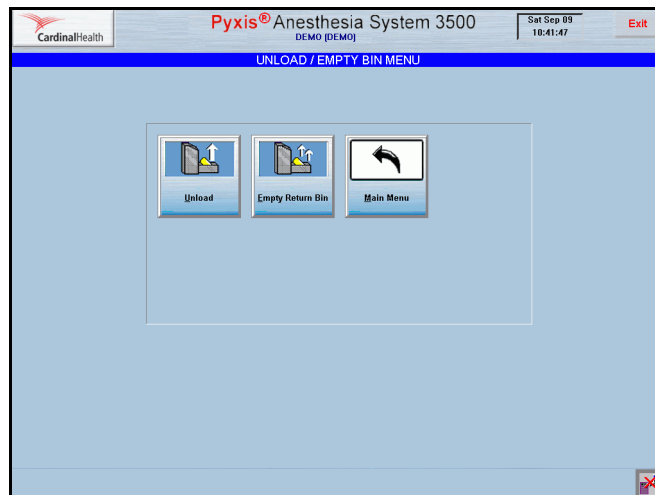 CardinalHealth
Pyxis® Anesthesia System 3500
DEMO [DEMO]
Sat Sep 09
10:41:47
Exit
UNLOAD / EMPTY BIN MENU
Unload
Empty Return Bin
Main Menu